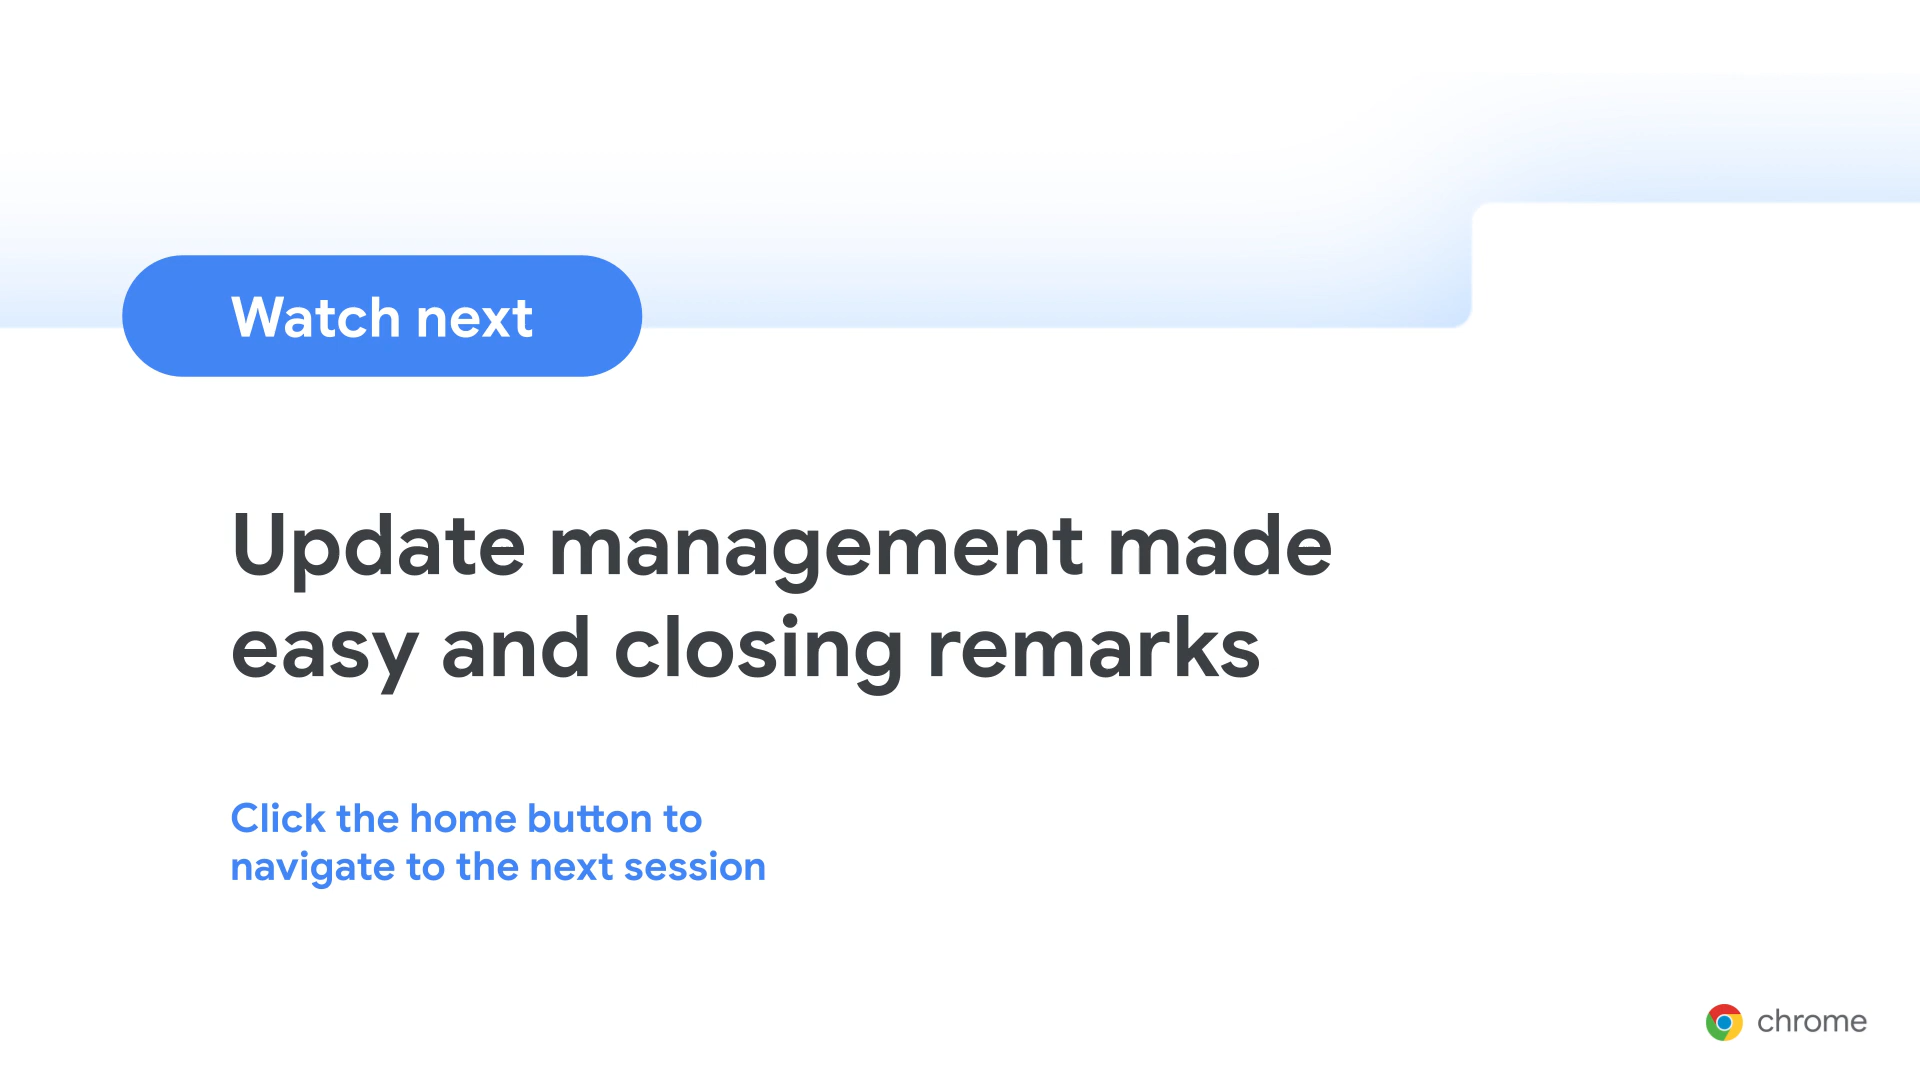 Watch next
Update management made
easy and closing remarks
Click the home button to
navigate to the next session
chrome